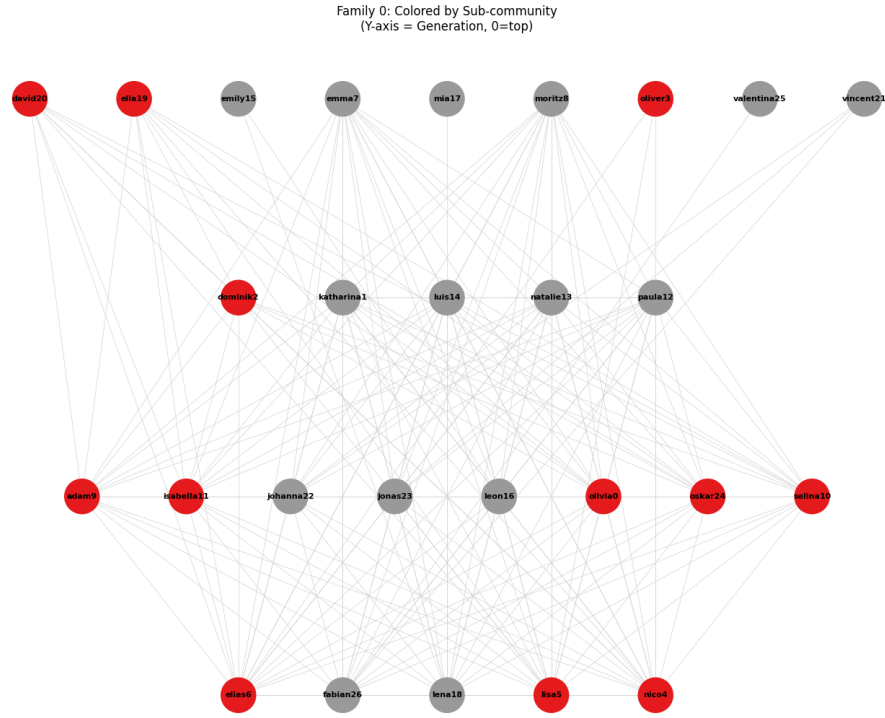 Family 0: Colored by Sub-community
(Y-axis = Generation, 0=top)
david20 ella19 emily15 emma7 mia17 moritz8 oliver3 valentina25 vincent21
dominik2 katharina1 luis14 natalie13 paula12
adam9 isabella11 johanna22 jonas23 leon16 olivia0 oskar24 selina10
elias6 fabian26 lena18 lisa5 nico4